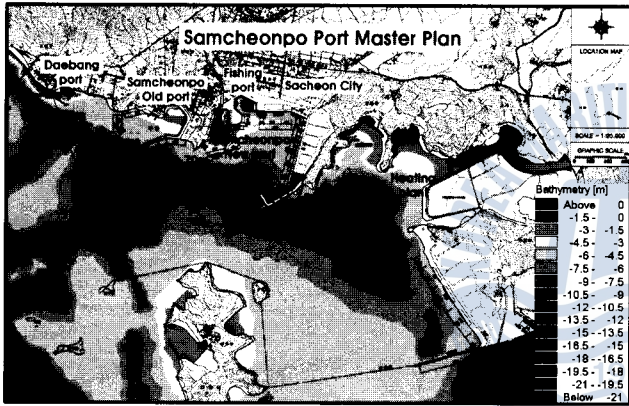 Samcheonpo Port Master Plan
LOCATION MAP
Daebang
port
Samcheonpo
Old port
Fishing
port
Sacheon City
SCALE = 1:95,000
GRAPHIC SCALE
Heating
Bathymetry [m]
Above 0
-1.5 - 0
-3 - -1.5
-4.5 - -3
-6 - -4.5
-7.5 - -6
-9 - -7.5
-10.5 - -9
-12 - -10.5
-13.5 - -12
-15 - -13.5
-16.5 - -15
-18 - -16.5
-19.5 - -18
-21 - -19.5
Below -21